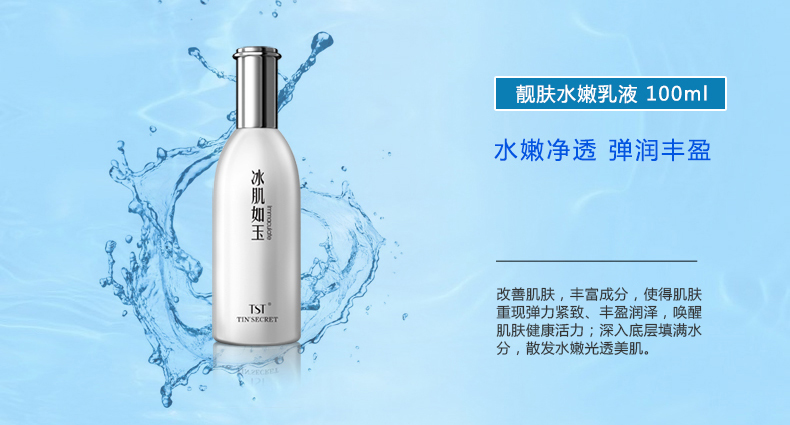 靓肤水嫩乳液 100ml
水嫩净透 弹润丰盈
冰肌如玉
Immaculate
TST®
TIN'SECRET
改善肌肤，丰富成分，使得肌肤
重现弹力紧致、丰盈润泽，唤醒
肌肤健康活力；深入底层填满水
分，散发水嫩光透美肌。